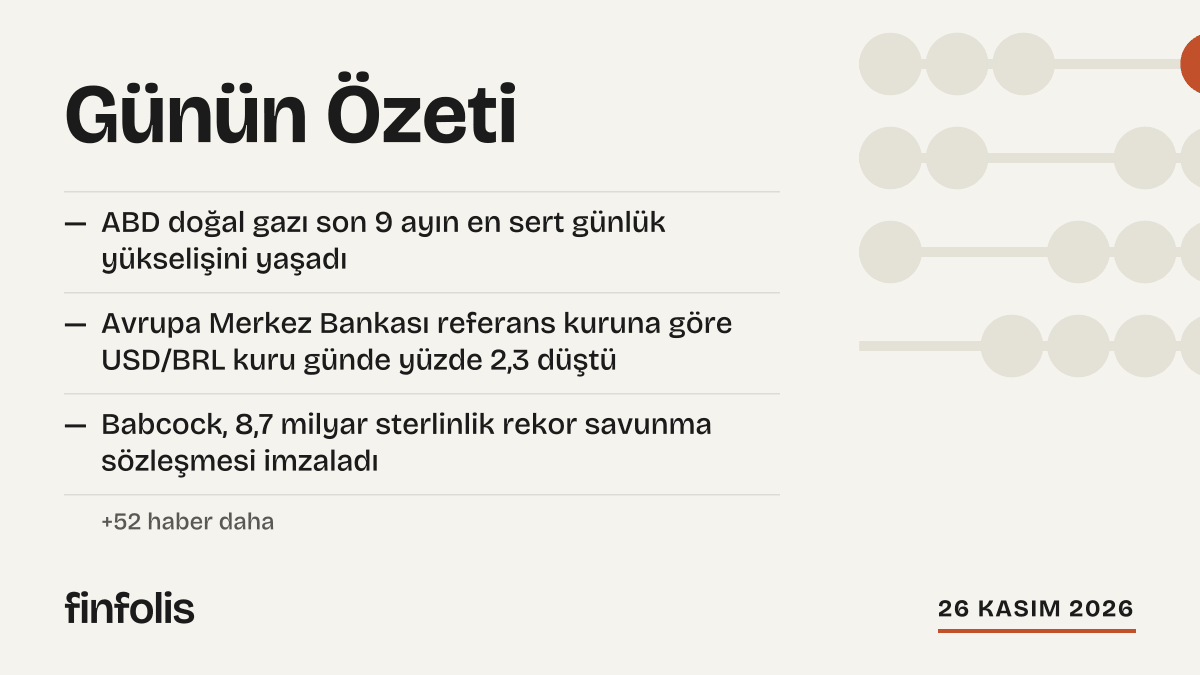 Günün Özeti
— ABD doğal gazı son 9 ayın en sert günlük
yükselişini yaşadı
— Avrupa Merkez Bankası referans kuruna göre
USD/BRL kuru günde yüzde 2,3 düştü
— Babcock, 8,7 milyar sterlinlik rekor savunma
sözleşmesi imzaladı
+52 haber daha
finfolis
26 KASIM 2026